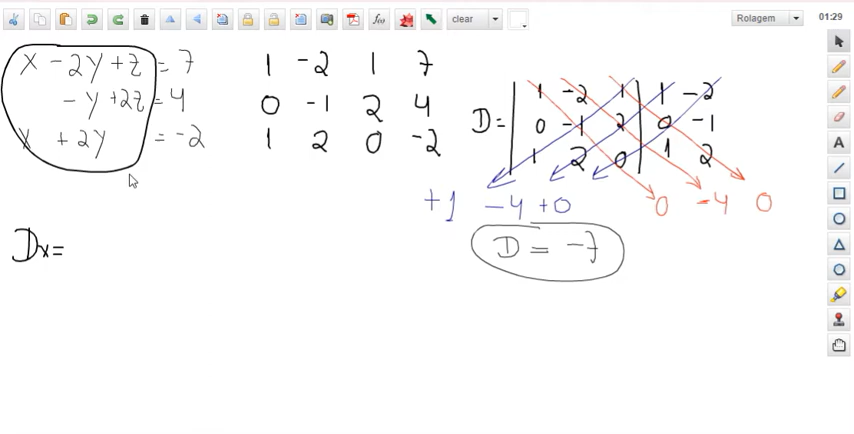 clear
Rolagem
01:29
x - 2y + z = 7
- y + 2z = 4
x + 2y = -2
1 -2 1 7
0 -1 2 4
1 2 0 -2
D = | 1 -2 1 | 1 -2
0 -1 2 | 0 -1
1 2 0 | 1 2
+1 -4 +0 0 -4 0
D = -7
Dx=